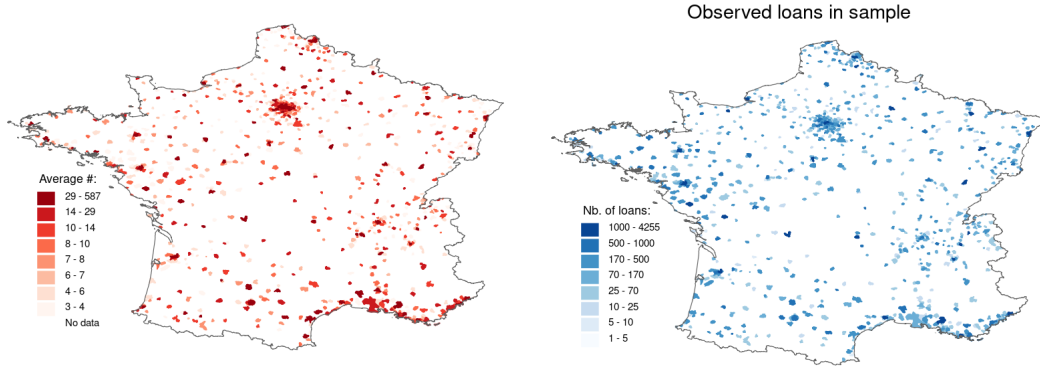 Observed loans in sample
Average #:
29 - 587
14 - 29
10 - 14
8 - 10
7 - 8
6 - 7
4 - 6
3 - 4
No data
Nb. of loans:
1000 - 4255
500 - 1000
170 - 500
70 - 170
25 - 70
10 - 25
5 - 10
1 - 5